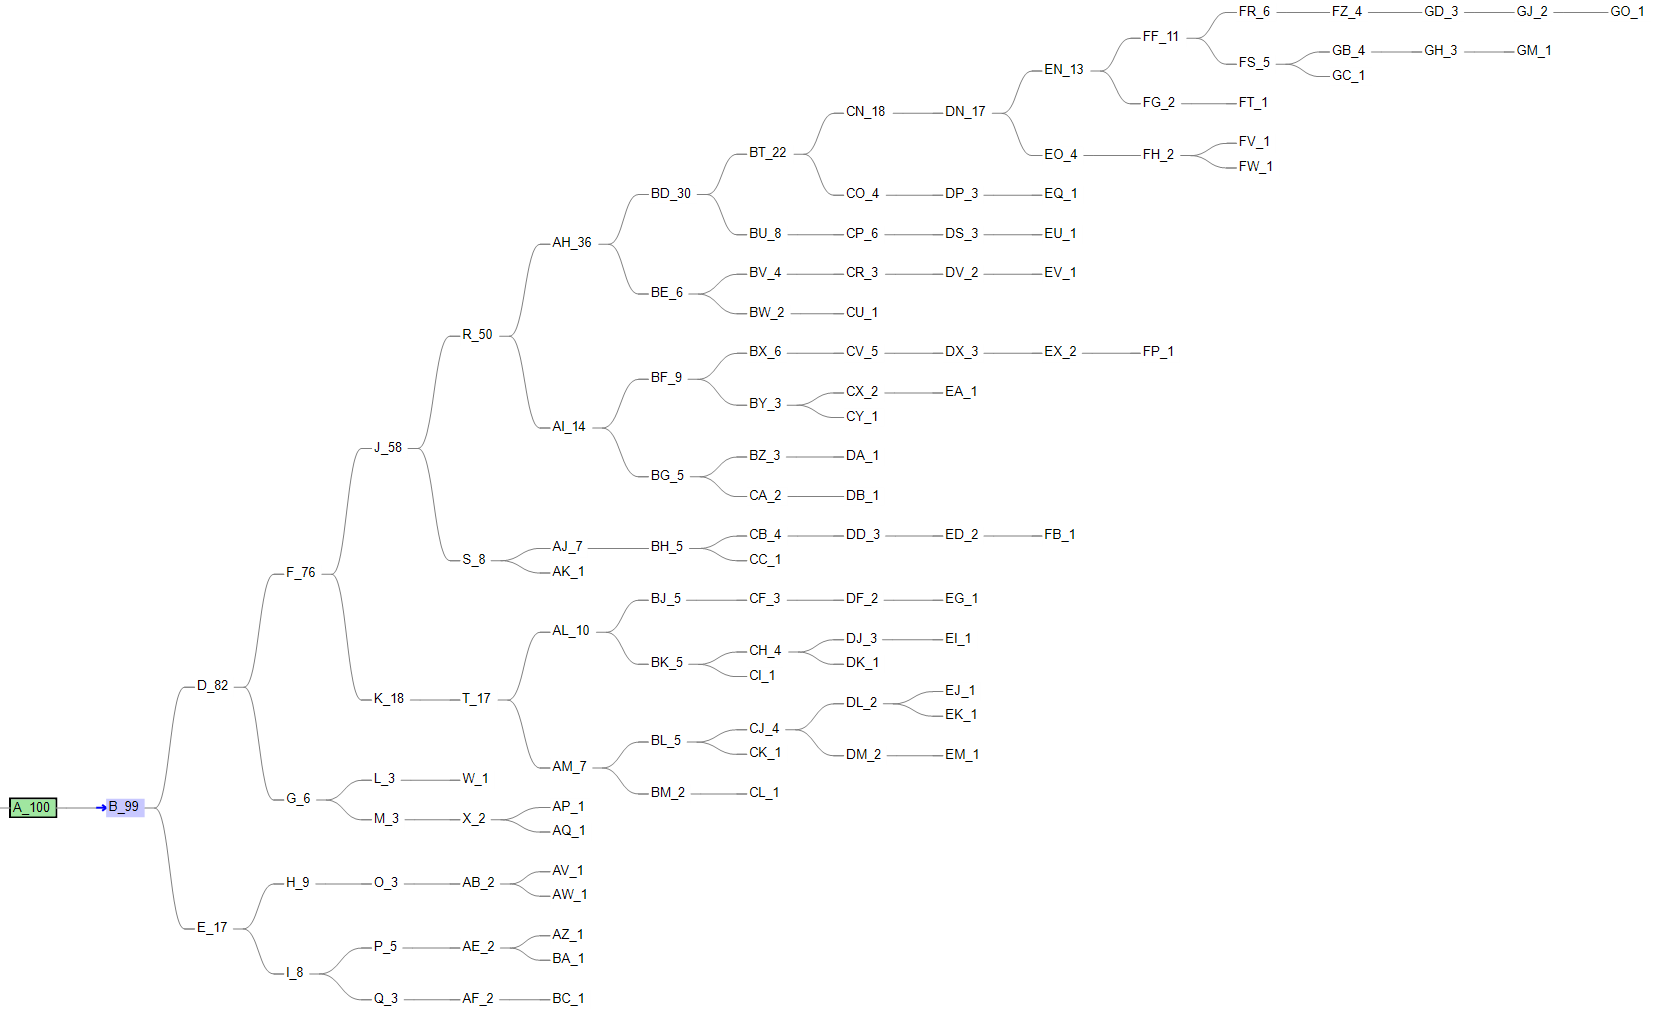 FR_6 FZ_4 GD_3 GJ_2 GO_1
FF_11
GB_4 GH_3 GM_1
FS_5
EN_13
GC_1
FG_2 FT_1
CN_18 DN_17
FV_1
BT_22
EO_4 FH_2
FW_1
BD_30
CO_4 DP_3 EQ_1
BU_8 CP_6 DS_3 EU_1
AH_36
BV_4 CR_3 DV_2 EV_1
BE_6
BW_2 CU_1
R_50
BX_6 CV_5 DX_3 EX_2 FP_1
BF_9
CX_2 EA_1
BY_3
CY_1
AI_14
J_58
BZ_3 DA_1
BG_5
CA_2 DB_1
CB_4 DD_3 ED_2 FB_1
AJ_7 BH_5
S_8
CC_1
AK_1
F_76
BJ_5 CF_3 DF_2 EG_1
AL_10
DJ_3 EI_1
CH_4
BK_5
DK_1
CI_1
D_82
EJ_1
K_18 T_17
DL_2
EK_1
CJ_4
BL_5
CK_1
DM_2 EM_1
AM_7
L_3 W_1
BM_2 CL_1
G_6
A_100 B_99
AP_1
M_3 X_2
AQ_1
AV_1
H_9 O_3 AB_2
AW_1
E_17
AZ_1
P_5 AE_2
BA_1
I_8
Q_3 AF_2 BC_1